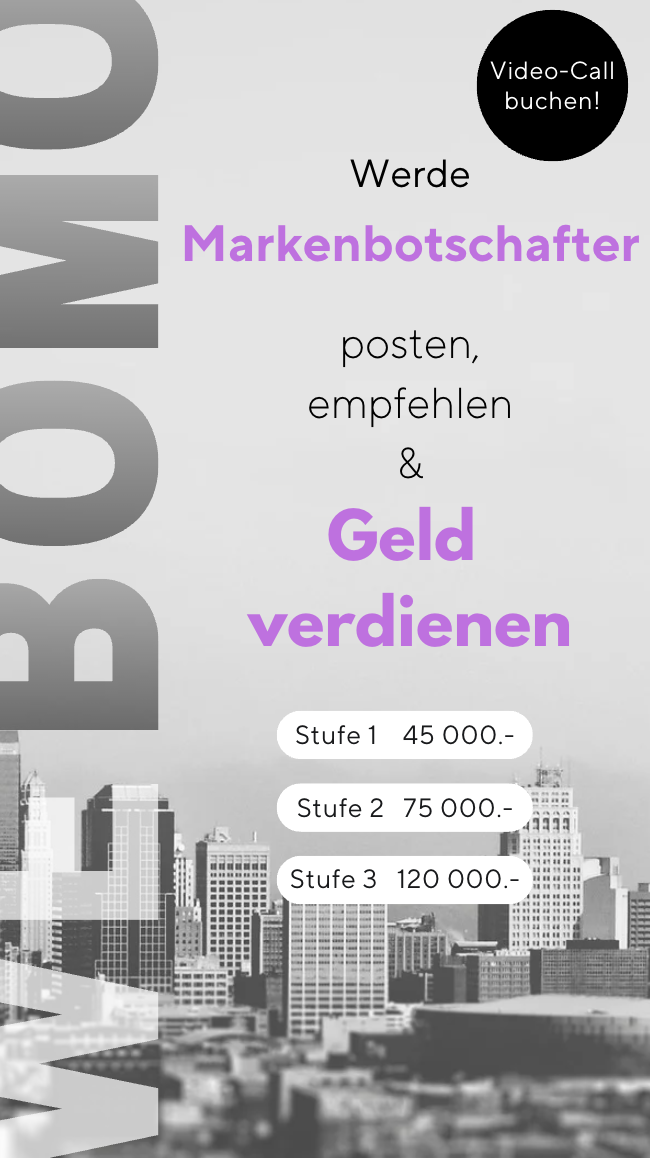 WEBOMO
Video-Call
buchen!
Werde
Markenbotschafter
posten,
empfehlen
&
Geld
verdienen
Stufe 1 45 000.-
Stufe 2 75 000.-
Stufe 3 120 000.-